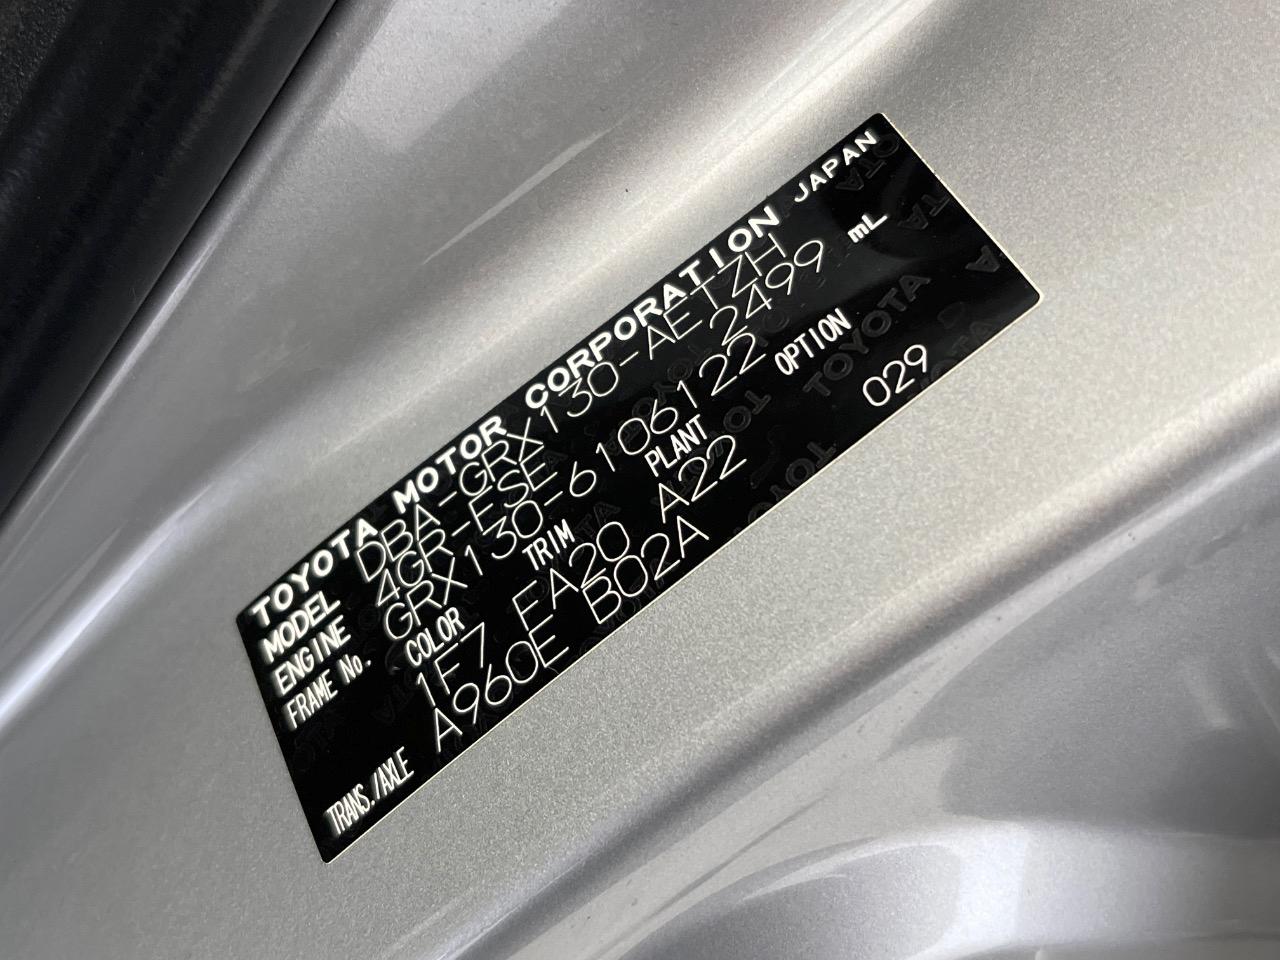 TOYOTA MOTOR CORPORATION JAPAN
MODEL DBA-GRX130-AETZH
ENGINE 4GR-FSE 2499 mL
FRAME No. GRX130-6106122
COLOR TRIM PLANT OPTION
1F7 FA20 A22 029
TRANS./AXLE A960E B02A